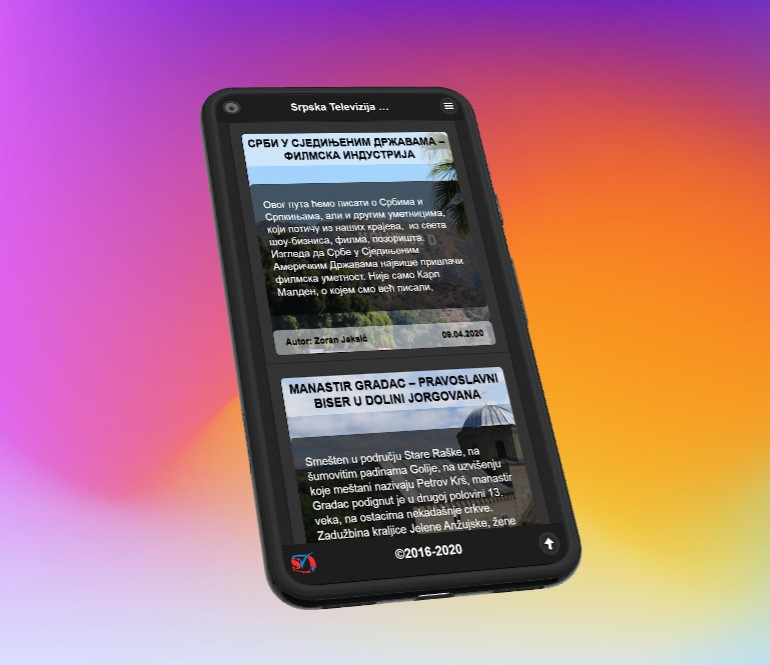 Srpska Televizija ...
СРБИ У СЈЕДИЊЕНИМ ДРЖАВАМА –
ФИЛМСКА ИНДУСТРИЈА
Овог пута ћемо писати о Србима и
Српкињама, али и другим уметницима,
који потичу из наших крајева, из света
шоу-бизниса, филма, позоришта.
Изгледа да Србе у Сједињеним
Америчким Државама највише привлачи
филмска уметност. Није само Карл
Малден, о којем смо већ писали,
Autor: Zoran Jaksić 09.04.2020
MANASTIR GRADAC – PRAVOSLAVNI
BISER U DOLINI JORGOVANA
Smešten u području Stare Raške, na
šumovitim padinama Golije, na uzvišenju
koje meštani nazivaju Petrov Krš, manastir
Gradac podignut je u drugoj polovini 13.
veka, na ostacima nekadašnje crkve.
Zadužbina kraljice Jelene Anžujske, žene
©2016-2020